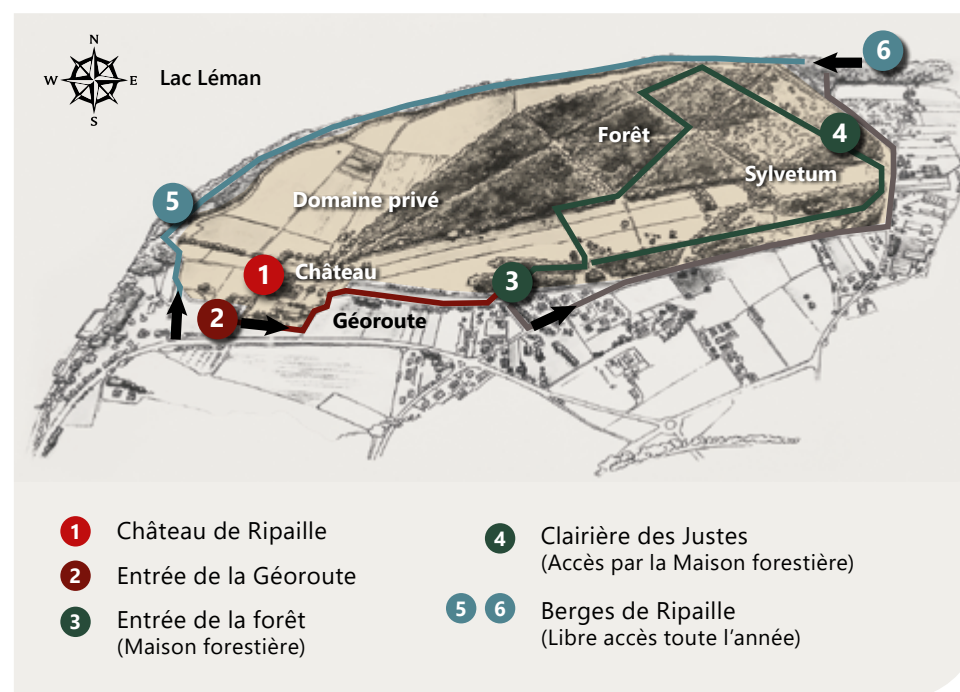 N
W E
S
Lac Léman
6
Forêt
4
Sylvetum
Domaine privé
5
1 Château
3
2
Géoroute
1 Château de Ripaille
2 Entrée de la Géoroute
3 Entrée de la forêt
(Maison forestière)
4 Clairière des Justes
(Accès par la Maison forestière)
5 6 Berges de Ripaille
(Libre accès toute l’année)